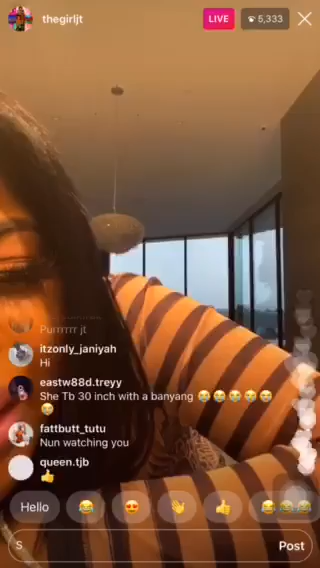 thegirljt
LIVE
5,333
Purrrrr jt
itzonly_janiyah
Hi
eastw88d.treyy
She Tb 30 inch with a banyang 😭😭😭😭
😭
fattbutt_tutu
Nun watching you
queen.tjb
👍
Hello 😂 😍 👋 👍 😂😂😂
S
Post